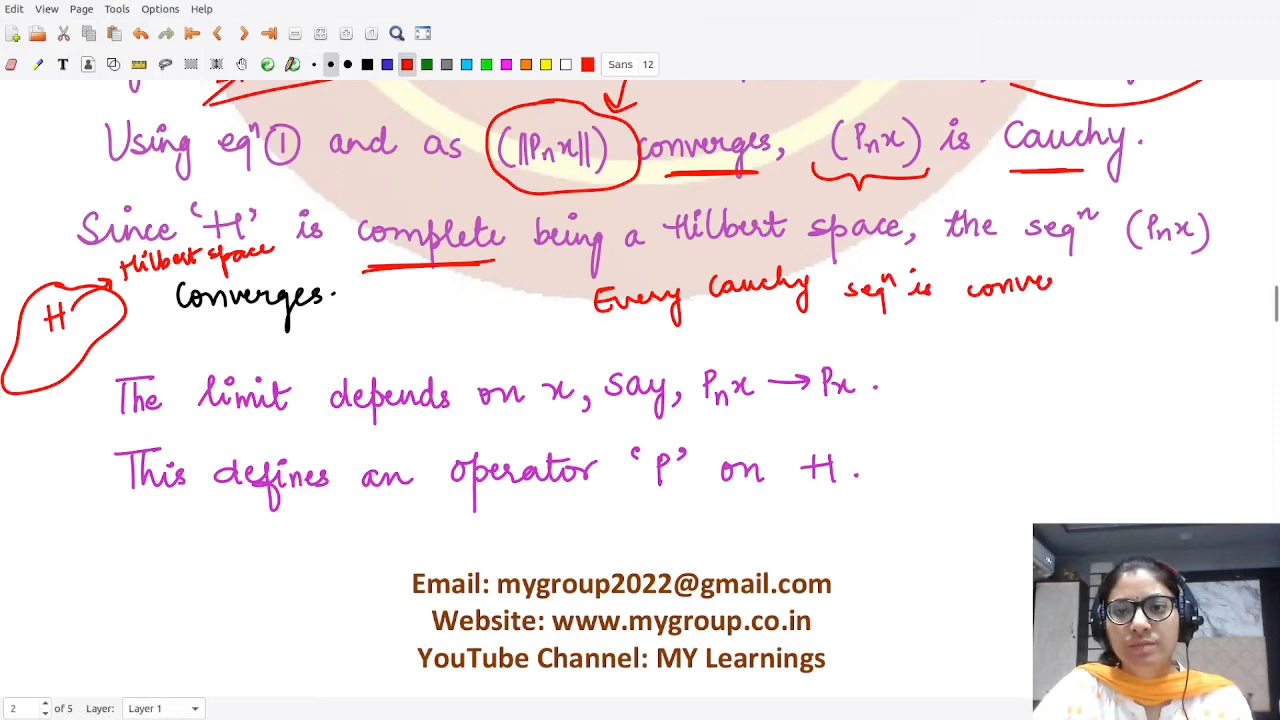 Edit View Page Tools Options Help
Sans 12
Using eqⁿ ① and as (||Pₙx||) converges, (Pₙx) is Cauchy.
Since 'H' is complete being a Hilbert space, the seqⁿ (Pₙx)
Hilbert space
H
Converges.
Every Cauchy seqⁿ is conve
The limit depends on x, say, Pₙx → Px.
This defines an operator 'P' on H.
Email: mygroup2022@gmail.com
Website: www.mygroup.co.in
YouTube Channel: MY Learnings
2 of 5 Layer: Layer 1